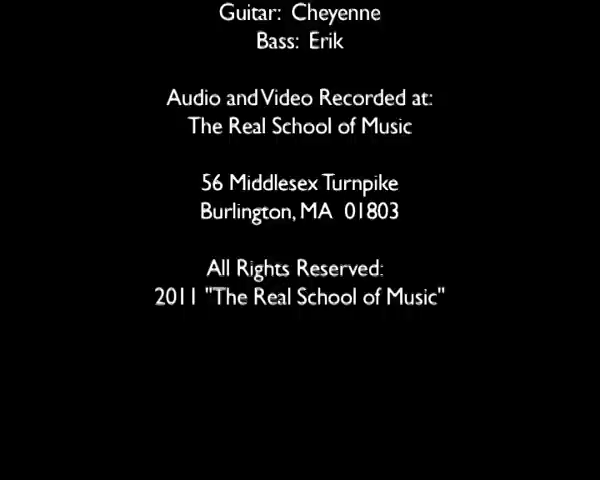 Guitar: Cheyenne
Bass: Erik
Audio and Video Recorded at:
The Real School of Music
56 Middlesex Turnpike
Burlington, MA 01803
All Rights Reserved:
2011 "The Real School of Music"